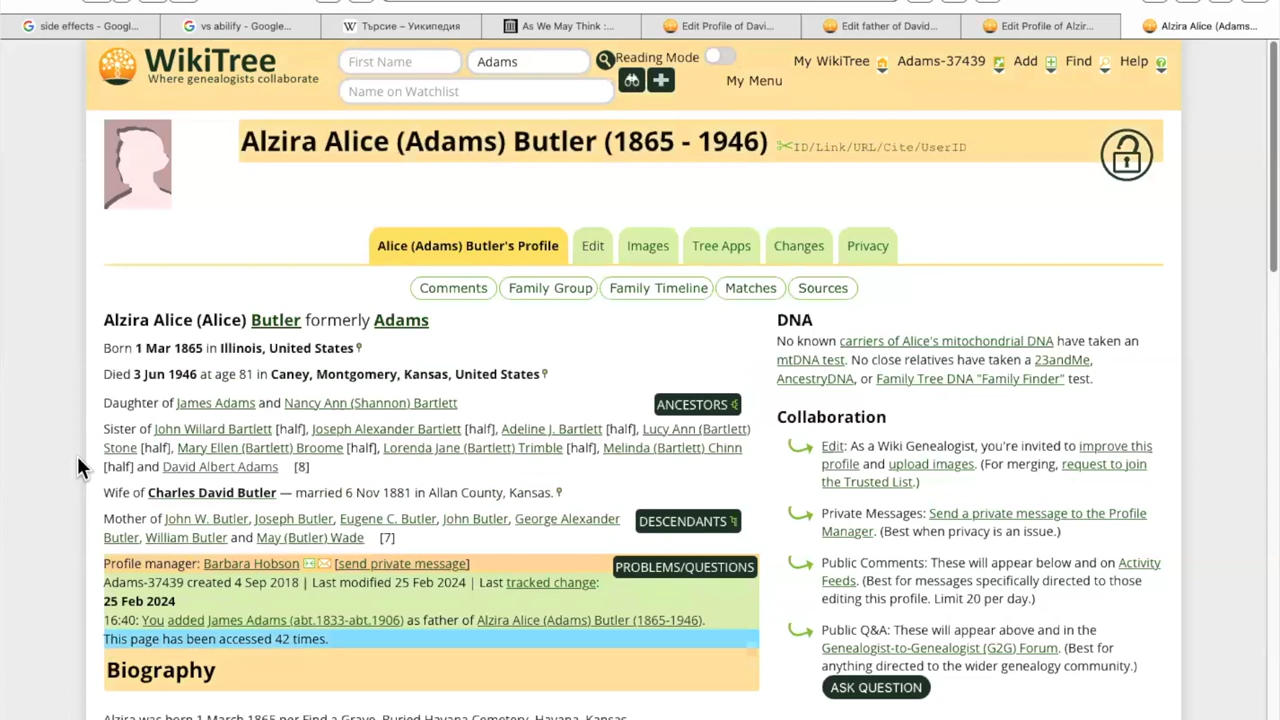 side effects - Googl...
vs abilify - Google...
W Търсие – Уикипедия
As We May Think :...
Edit Profile of Davi...
Edit father of David...
Edit Profile of Alzir...
Alzira Alice (Adams...
WikiTree
Where genealogists collaborate
First Name
Adams
Reading Mode
Name on Watchlist
My WikiTree
Adams-37439
Add
Find
Help
My Menu
Alzira Alice (Adams) Butler (1865 - 1946) ID/Link/URL/Cite/UserID
Alice (Adams) Butler's Profile
Edit
Images
Tree Apps
Changes
Privacy
Comments
Family Group
Family Timeline
Matches
Sources
Alzira Alice (Alice) Butler formerly Adams
Born 1 Mar 1865 in Illinois, United States
Died 3 Jun 1946 at age 81 in Caney, Montgomery, Kansas, United States
Daughter of James Adams and Nancy Ann (Shannon) Bartlett
ANCESTORS
Sister of John Willard Bartlett [half], Joseph Alexander Bartlett [half], Adeline J. Bartlett [half], Lucy Ann (Bartlett)
Stone [half], Mary Ellen (Bartlett) Broome [half], Lorenda Jane (Bartlett) Trimble [half], Melinda (Bartlett) Chinn
[half] and David Albert Adams [8]
Wife of Charles David Butler — married 6 Nov 1881 in Allan County, Kansas.
Mother of John W. Butler, Joseph Butler, Eugene C. Butler, John Butler, George Alexander
Butler, William Butler and May (Butler) Wade [7]
DESCENDANTS
Profile manager: Barbara Hobson [send private message]
PROBLEMS/QUESTIONS
Adams-37439 created 4 Sep 2018 | Last modified 25 Feb 2024 | Last tracked change:
25 Feb 2024
16:40: You added James Adams (abt.1833-abt.1906) as father of Alzira Alice (Adams) Butler (1865-1946).
This page has been accessed 42 times.
Biography
Alzira was born 1 March 1865 per Find a Grave. Buried Havana Cemetery, Havana, Kansas.
DNA
No known carriers of Alice's mitochondrial DNA have taken an
mtDNA test. No close relatives have taken a 23andMe,
AncestryDNA, or Family Tree DNA "Family Finder" test.
Collaboration
Edit: As a Wiki Genealogist, you're invited to improve this
profile and upload images. (For merging, request to join
the Trusted List.)
Private Messages: Send a private message to the Profile
Manager. (Best when privacy is an issue.)
Public Comments: These will appear below and on Activity
Feeds. (Best for messages specifically directed to those
editing this profile. Limit 20 per day.)
Public Q&A: These will appear above and in the
Genealogist-to-Genealogist (G2G) Forum. (Best for
anything directed to the wider genealogy community.)
ASK QUESTION